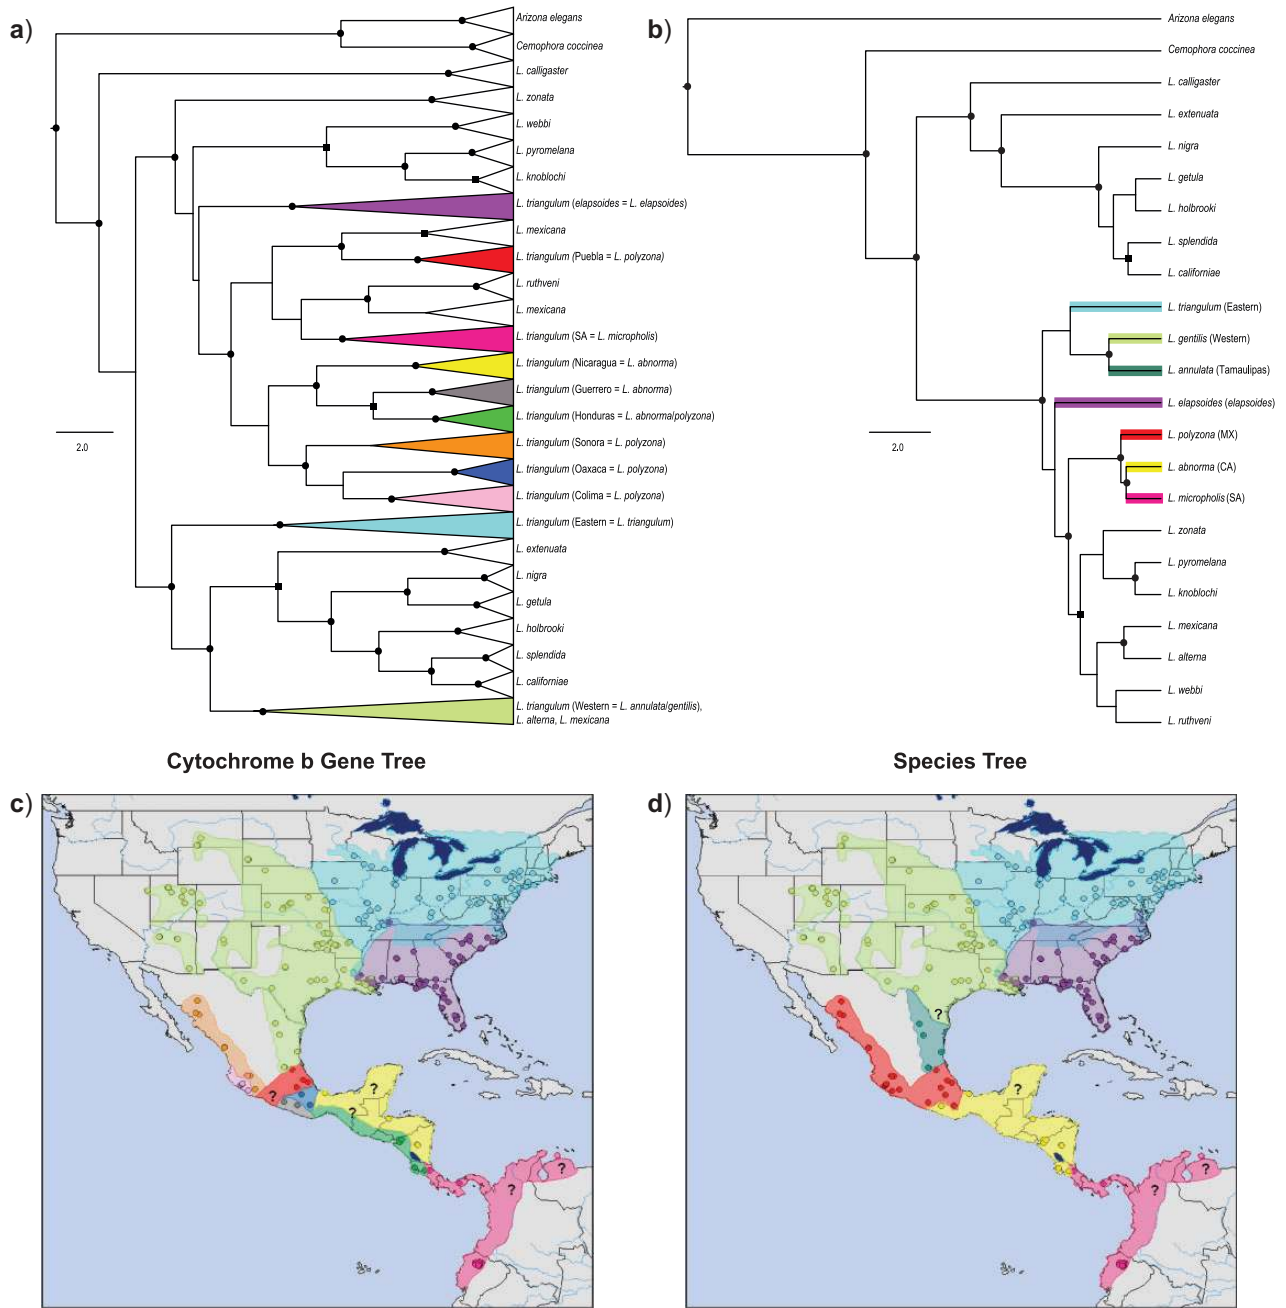 a)
Arizona elegans
Cemophora coccinea
L. calligaster
L. zonata
L. webbi
L. pyromelana
L. knoblochi
L. triangulum (elapsoides = L. elapsoides)
L. mexicana
L. triangulum (Puebla = L. polyzona)
L. ruthveni
L. mexicana
L. triangulum (SA = L. micropholis)
L. triangulum (Nicaragua = L. abnorma)
L. triangulum (Guerrero = L. abnorma)
L. triangulum (Honduras = L. abnorma/polyzona)
L. triangulum (Sonora = L. polyzona)
L. triangulum (Oaxaca = L. polyzona)
L. triangulum (Colima = L. polyzona)
L. triangulum (Eastern = L. triangulum)
L. extenuata
L. nigra
L. getula
L. holbrooki
L. splendida
L. californiae
L. triangulum (Western = L. annulata/gentilis),
L. alterna, L. mexicana
2.0
Cytochrome b Gene Tree
b)
Arizona elegans
Cemophora coccinea
L. calligaster
L. extenuata
L. nigra
L. getula
L. holbrooki
L. splendida
L. californiae
L. triangulum (Eastern)
L. gentilis (Western)
L. annulata (Tamaulipas)
L. elapsoides (elapsoides)
L. polyzona (MX)
L. abnorma (CA)
L. micropholis (SA)
L. zonata
L. pyromelana
L. knoblochi
L. mexicana
L. alterna
L. webbi
L. ruthveni
2.0
Species Tree
c)
?
?
?
?
?
d)
?
?
?
?